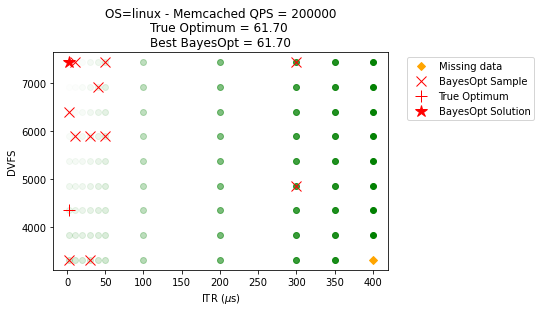 OS=linux - Memcached QPS = 200000
True Optimum = 61.70
Best BayesOpt = 61.70
Missing data
BayesOpt Sample
True Optimum
BayesOpt Solution
DVFS
7000
6000
5000
4000
0 50 100 150 200 250 300 350 400
ITR (μs)